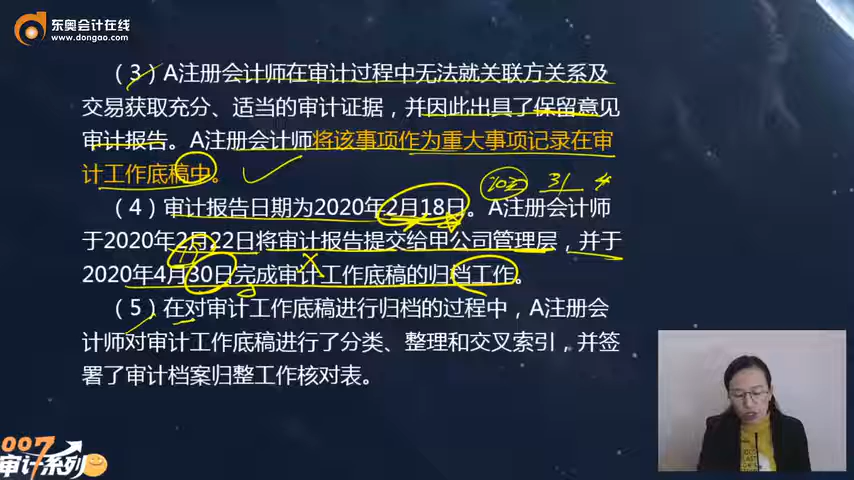 东奥会计在线
www.dongao.com
（3）A注册会计师在审计过程中无法就关联方关系及
交易获取充分、适当的审计证据，并因此出具了保留意见
审计报告。A注册会计师将该事项作为重大事项记录在审
计工作底稿中。
31
（4）审计报告日期为2020年2月18日。A注册会计师
于2020年2月22日将审计报告提交给甲公司管理层，并于
2020年4月30日完成审计工作底稿的归档工作。
（5）在对审计工作底稿进行归档的过程中，A注册会
计师对审计工作底稿进行了分类、整理和交叉索引，并签
署了审计档案归整工作核对表。
007
审计系列